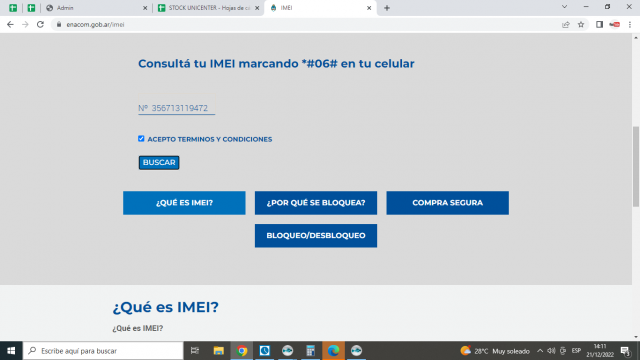 Admin
STOCK UNICENTER - Hojas de ca
IMEI
enacom.gob.ar/imei
Consultá tu IMEI marcando *#06# en tu celular
Nº 356713119472
ACEPTO TERMINOS Y CONDICIONES
BUSCAR
¿QUÉ ES IMEI?
¿POR QUÉ SE BLOQUEA?
COMPRA SEGURA
BLOQUEO/DESBLOQUEO
¿Qué es IMEI?
¿Qué es IMEI?
Escribe aquí para buscar
28°C Muy soleado
ESP
14:11
21/12/2022